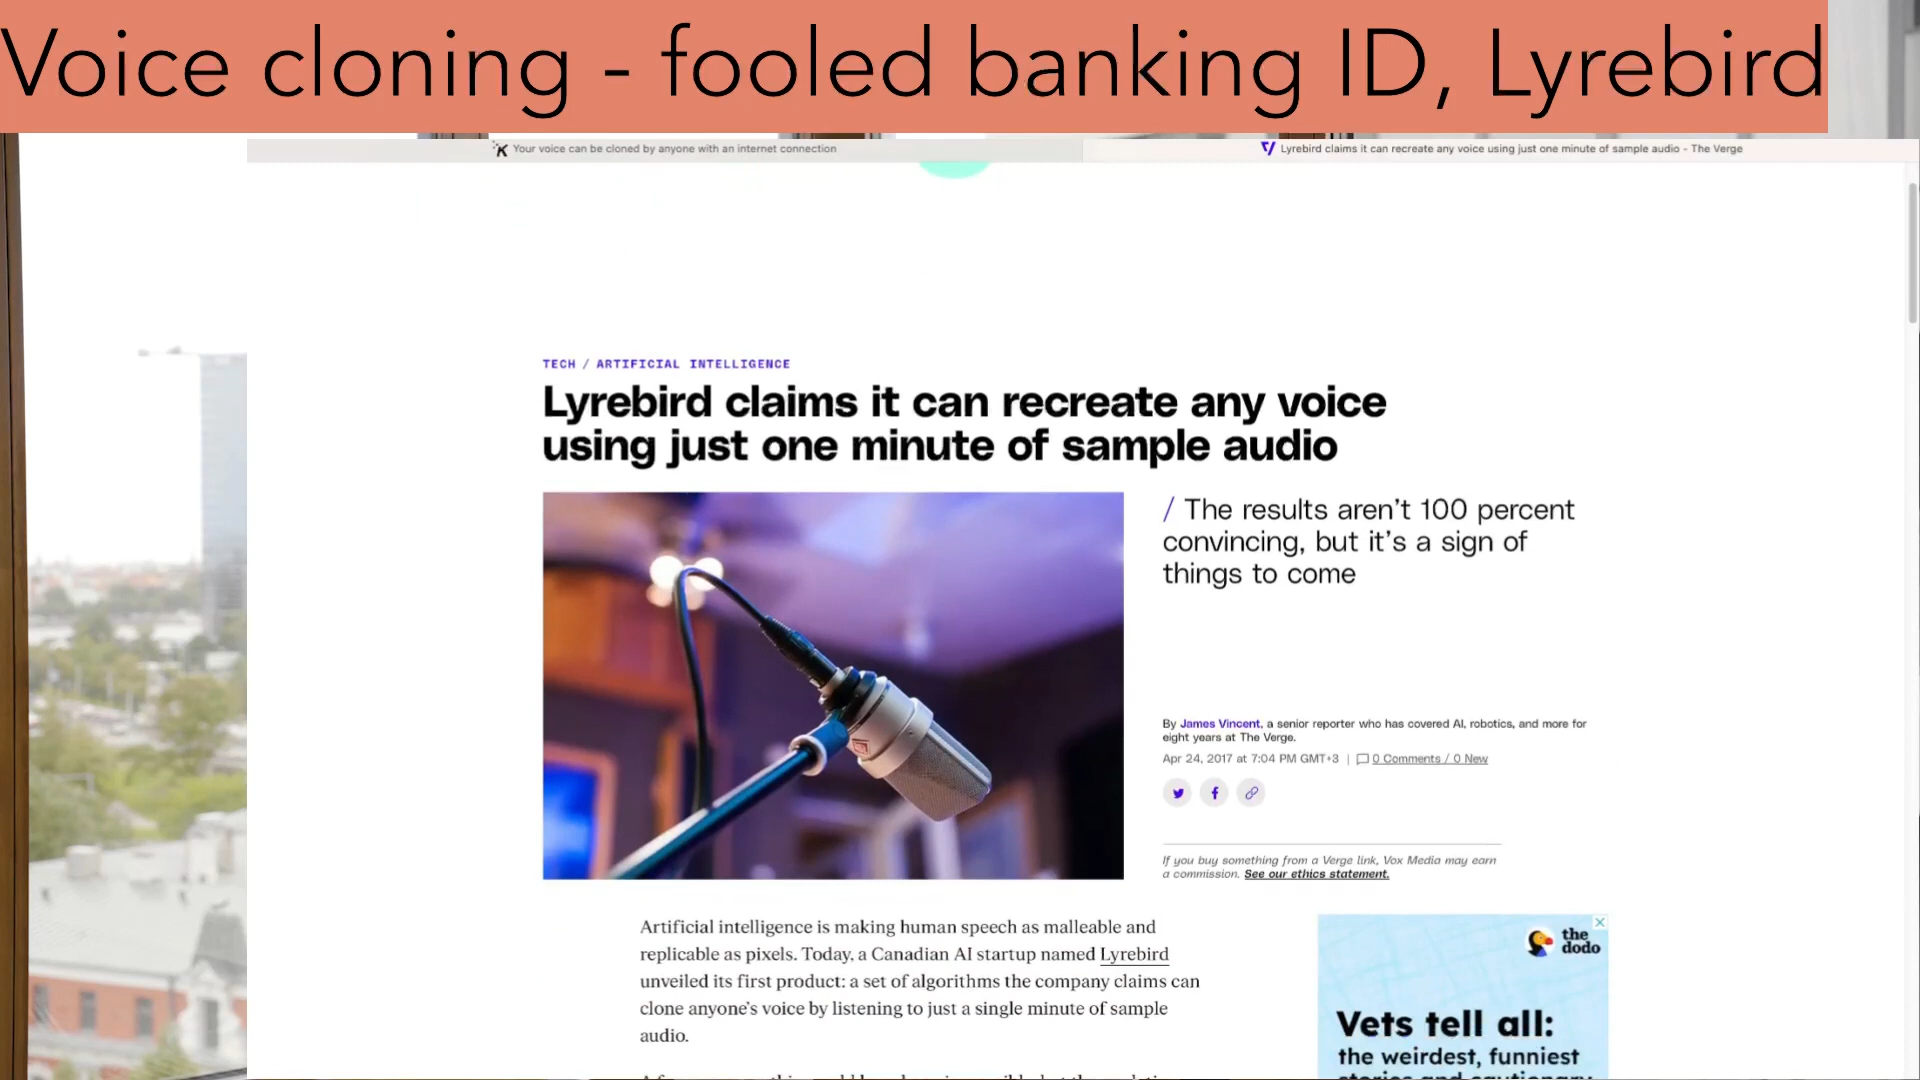 Voice cloning - fooled banking ID, Lyrebird
Your voice can be cloned by anyone with an internet connection
Lyrebird claims it can recreate any voice using just one minute of sample audio - The Verge
TECH / ARTIFICIAL INTELLIGENCE
Lyrebird claims it can recreate any voice
using just one minute of sample audio
/ The results aren't 100 percent
convincing, but it's a sign of
things to come
By James Vincent, a senior reporter who has covered AI, robotics, and more for
eight years at The Verge.
Apr 24, 2017 at 7:04 PM GMT+3 | 0 Comments / 0 New
If you buy something from a Verge link, Vox Media may earn
a commission. See our ethics statement.
Artificial intelligence is making human speech as malleable and
replicable as pixels. Today, a Canadian AI startup named Lyrebird
unveiled its first product: a set of algorithms the company claims can
clone anyone's voice by listening to just a single minute of sample
audio.
the
dodo
Vets tell all:
the weirdest, funniest